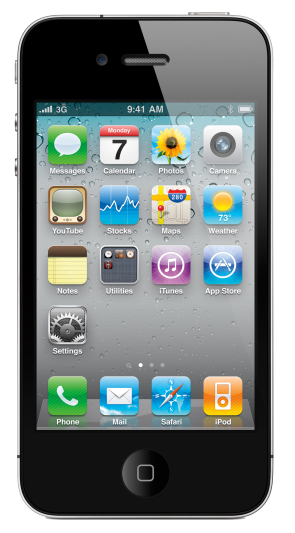 3G 9:41 AM
Monday
7
280
Messages Calendar Photos Camera
73°
YouTube Stocks Maps Weather
Notes Utilities iTunes App Store
Settings
Phone Mail Safari iPod